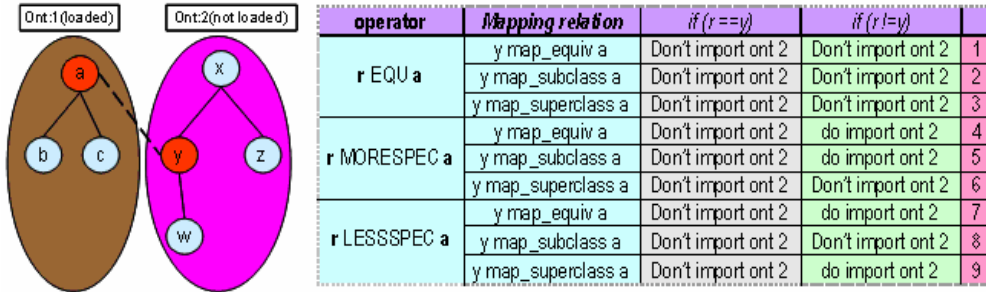 Ont:1(loaded)
Ont:2(not loaded)
a
b
c
x
y
z
w
operator Mapping relation if (r ==y) if (r !=y)
r EQU a
y map_equiv a Don't import ont 2 Don't import ont 2 1
y map_subclass a Don't import ont 2 Don't import ont 2 2
y map_superclass a Don't import ont 2 Don't import ont 2 3
r MORESPEC a
y map_equiv a Don't import ont 2 do import ont 2 4
y map_subclass a Don't import ont 2 do import ont 2 5
y map_superclass a Don't import ont 2 Don't import ont 2 6
r LESSSPEC a
y map_equiv a Don't import ont 2 do import ont 2 7
y map_subclass a Don't import ont 2 Don't import ont 2 8
y map_superclass a Don't import ont 2 do import ont 2 9